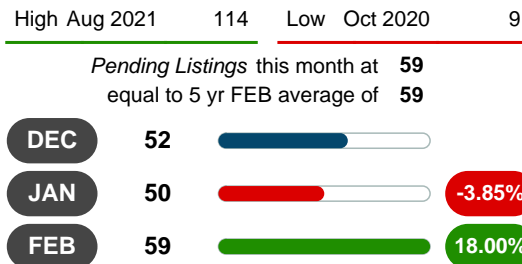 High Aug 2021 114 Low Oct 2020 9
Pending Listings this month at 59
equal to 5 yr FEB average of 59
DEC 52
JAN 50 -3.85%
FEB 59 18.00%